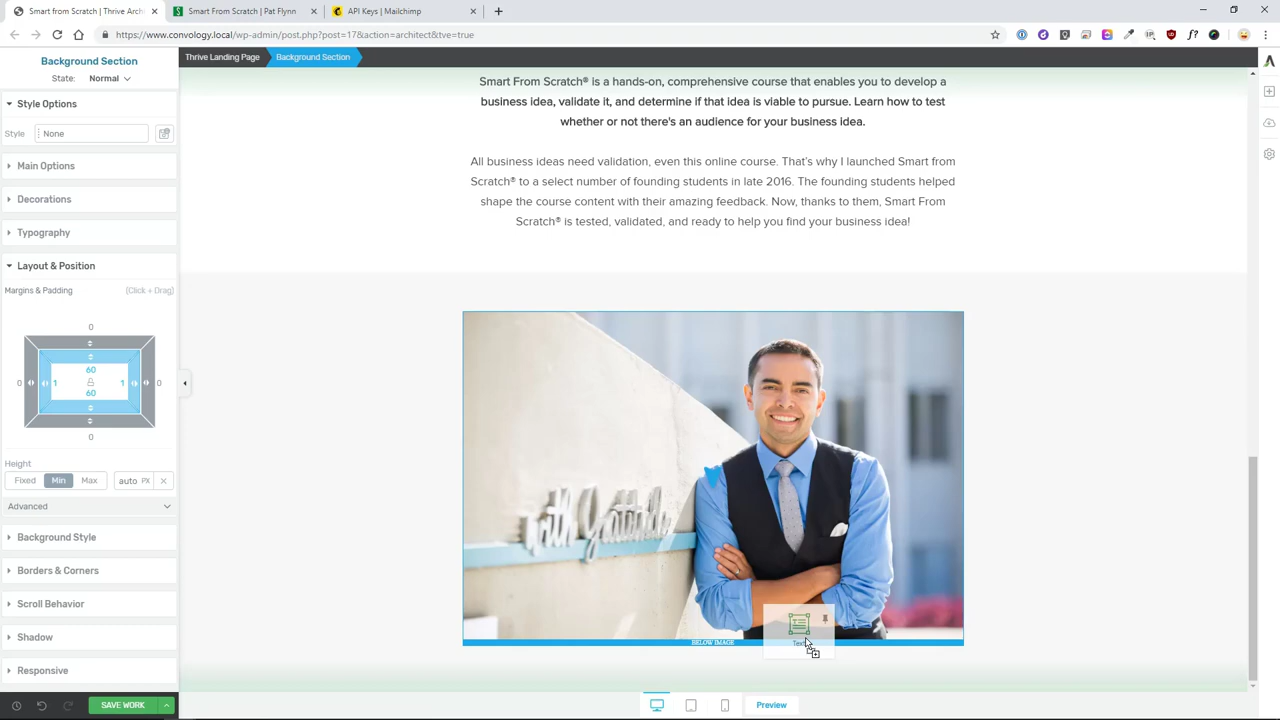 Smart from Scratch | Thrive Archi
Smart From Scratch | Pat Flynn
API Keys | Mailchimp
https://www.convology.local/wp-admin/post.php?post=17&action=architect&tve=true
Background Section
State: Normal
Style Options
Style None
Main Options
Decorations
Typography
Layout & Position
Margins & Padding (Click + Drag)
0
60
0 1 1 0
60
0
Height
Fixed Min Max auto PX
Advanced
Background Style
Borders & Corners
Scroll Behavior
Shadow
Responsive
SAVE WORK
Thrive Landing Page Background Section
Smart From Scratch® is a hands-on, comprehensive course that enables you to develop a
business idea, validate it, and determine if that idea is viable to pursue. Learn how to test
whether or not there's an audience for your business idea.
All business ideas need validation, even this online course. That's why I launched Smart from
Scratch® to a select number of founding students in late 2016. The founding students helped
shape the course content with their amazing feedback. Now, thanks to them, Smart From
Scratch® is tested, validated, and ready to help you find your business idea!
with Gratitude
BELOW IMAGE
Text
Preview